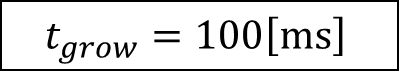 t_grow = 100[ms]